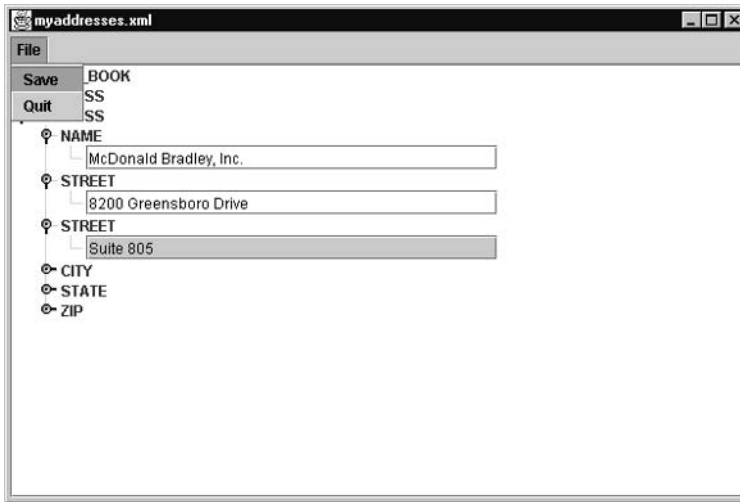 myaddresses.xml
File
Save
Quit
_BOOK
SS
SS
NAME
McDonald Bradley, Inc.
STREET
8200 Greensboro Drive
STREET
Suite 805
CITY
STATE
ZIP